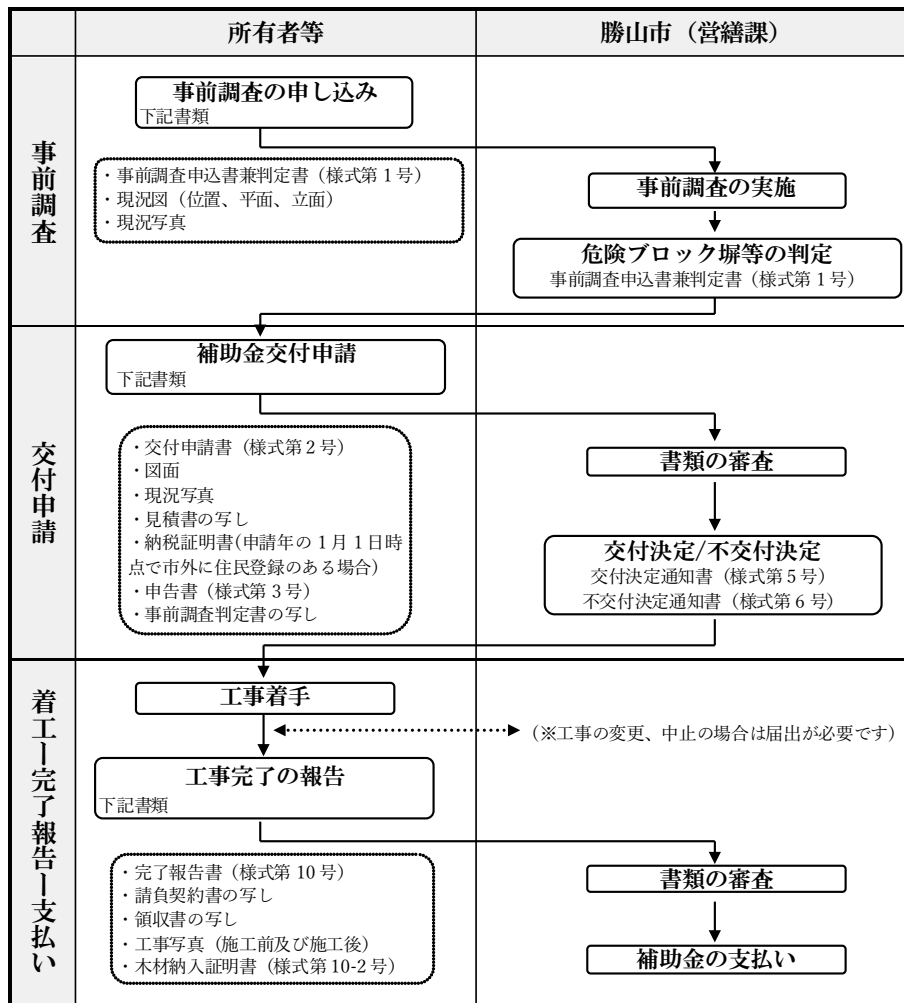 所有者等
勝山市（営繕課）
事前調査
事前調査の申し込み
下記書類
・事前調査申込書兼判定書（様式第１号）
・現況図（位置、平面、立面）
・現況写真
事前調査の実施
危険ブロック塀等の判定
事前調査申込書兼判定書（様式第１号）
交付申請
補助金交付申請
下記書類
・交付申請書（様式第２号）
・図面
・現況写真
・見積書の写し
・納税証明書(申請年の１月１日時
点で市外に住民登録のある場合)
・申告書（様式第３号）
・事前調査判定書の写し
書類の審査
交付決定/不交付決定
交付決定通知書（様式第５号）
不交付決定通知書（様式第６号）
着工ー完了報告ー支払い
工事着手
（※工事の変更、中止の場合は届出が必要です）
工事完了の報告
下記書類
・完了報告書（様式第 10 号）
・請負契約書の写し
・領収書の写し
・工事写真（施工前及び施工後）
・木材納入証明書（様式第 10-2 号）
書類の審査
補助金の支払い